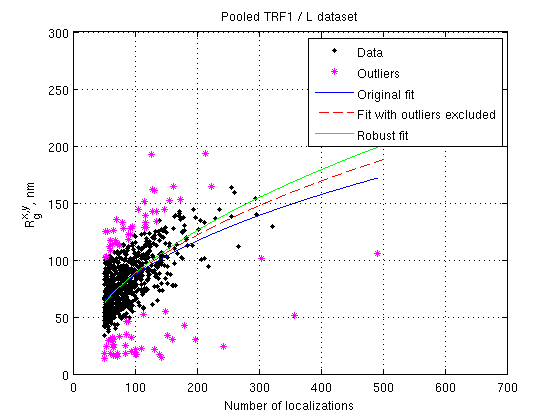 Pooled TRF1 / L dataset
300
250
200
150
100
50
0
R_g^{x,y}, nm
Data
Outliers
Original fit
Fit with outliers excluded
Robust fit
0 100 200 300 400 500 600 700
Number of localizations